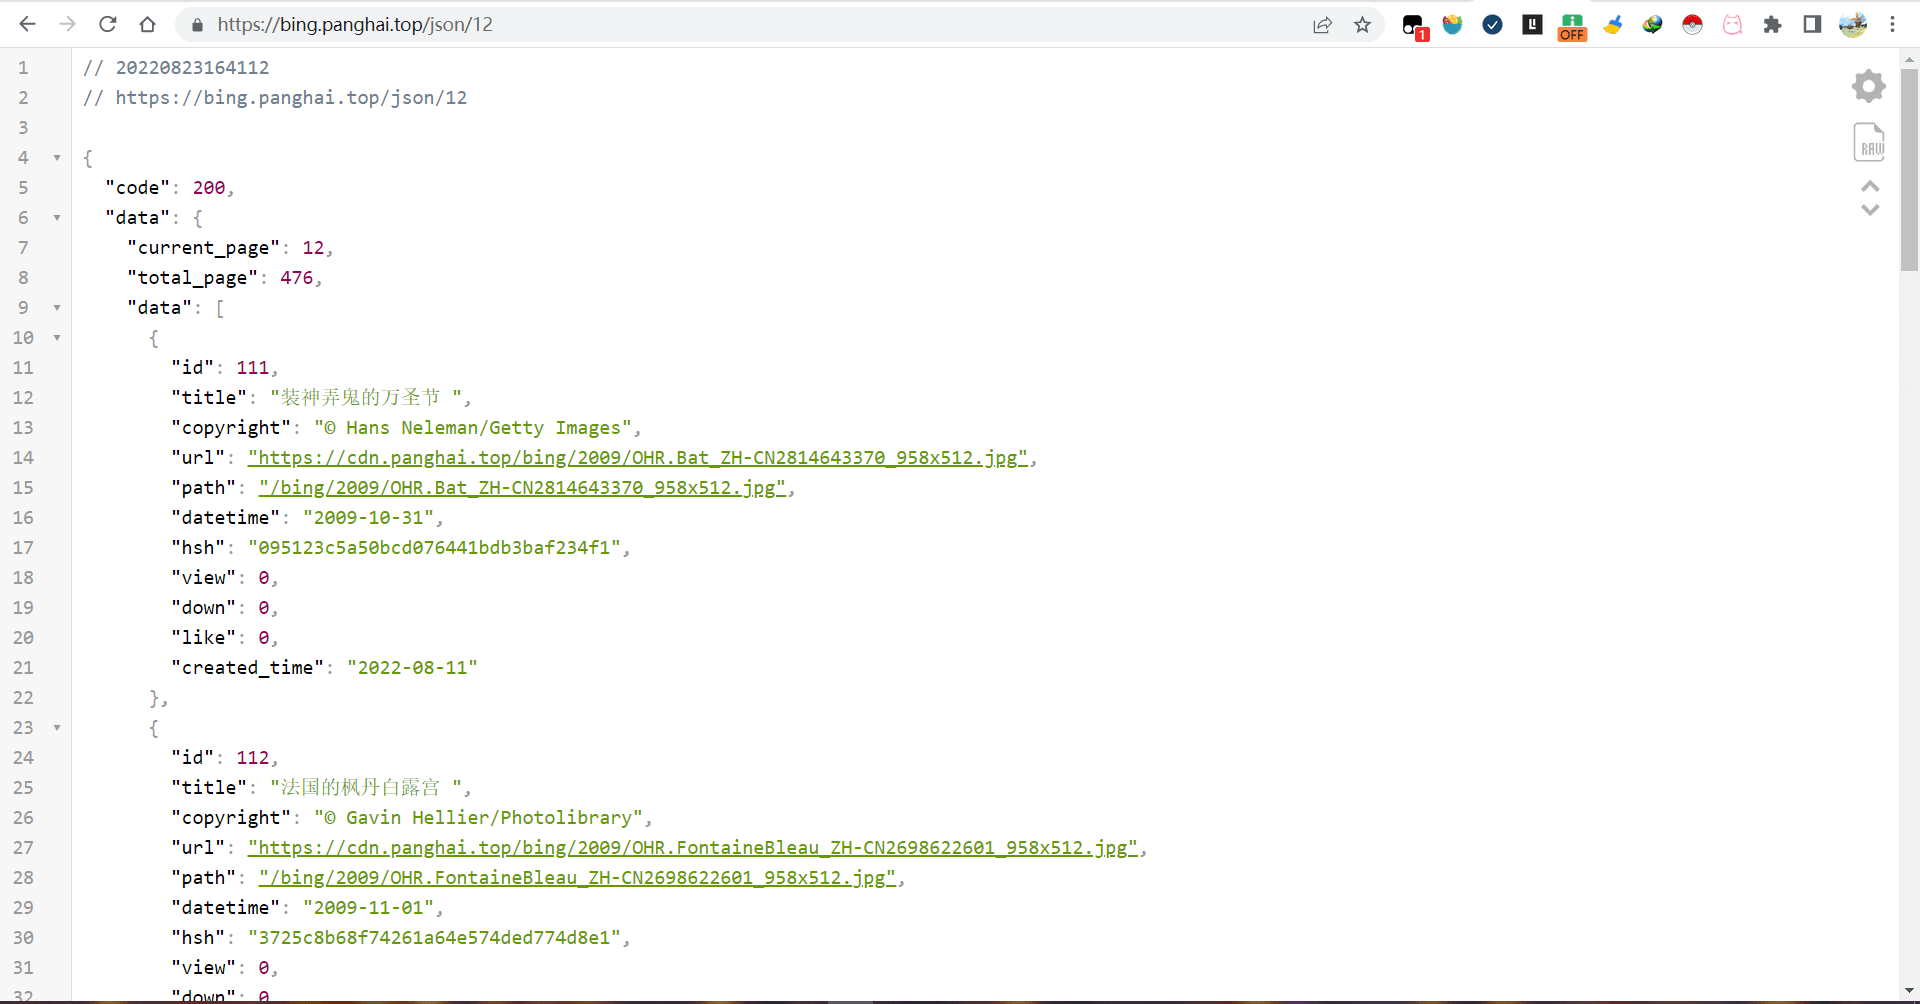 https://bing.panghai.top/json/12
1
OFF
1 // 20220823164112
2 // https://bing.panghai.top/json/12
3
4 {
5 "code": 200,
6 "data": {
7 "current_page": 12,
8 "total_page": 476,
9 "data": [
10 {
11 "id": 111,
12 "title": "装神弄鬼的万圣节 ",
13 "copyright": "© Hans Neleman/Getty Images",
14 "url": "https://cdn.panghai.top/bing/2009/OHR.Bat_ZH-CN2814643370_958x512.jpg",
15 "path": "/bing/2009/OHR.Bat_ZH-CN2814643370_958x512.jpg",
16 "datetime": "2009-10-31",
17 "hsh": "095123c5a50bcd076441bdb3baf234f1",
18 "view": 0,
19 "down": 0,
20 "like": 0,
21 "created_time": "2022-08-11"
22 },
23 {
24 "id": 112,
25 "title": "法国的枫丹白露宫 ",
26 "copyright": "© Gavin Hellier/Photolibrary",
27 "url": "https://cdn.panghai.top/bing/2009/OHR.FontaineBleau_ZH-CN2698622601_958x512.jpg",
28 "path": "/bing/2009/OHR.FontaineBleau_ZH-CN2698622601_958x512.jpg",
29 "datetime": "2009-11-01",
30 "hsh": "3725c8b68f74261a64e574ded774d8e1",
31 "view": 0,
32 "down": 0
RAW